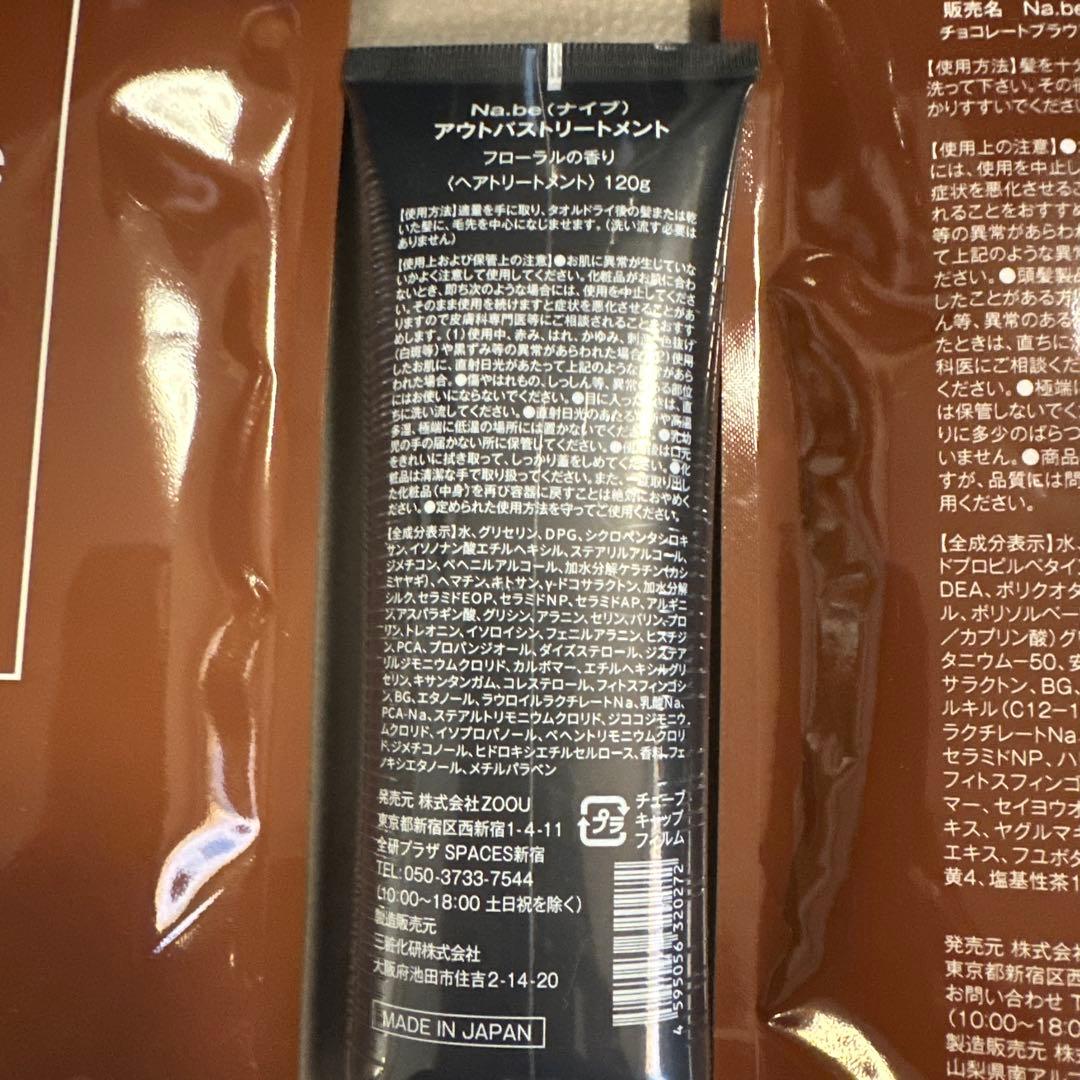 Na.be(ナイブ)
アウトバストリートメント
フローラルの香り
〈ヘアトリートメント〉 120g
【使用方法】適量を手に取り、タオルドライ後の髪または乾
いた髪に、毛先を中心になじませます。(洗い流す必要は
ありません)
【使用上および保管上の注意】●お肌に異常が生じていな
いかよく注意して使用してください。化粧品がお肌に合わ
ないとき、即ち次のような場合には、使用を中止してくださ
い。そのまま使用を続けますと症状を悪化させることがあ
りますので皮膚科専門医等にご相談されることをおすす
めします。(1)使用中、赤み、はれ、かゆみ、刺 色抜け
(白斑等)や黒ずみ等の異常があらわれた場合 2)使用
したお肌に、直射日光があたって上記のような 常があら
われた場合。●傷やはれもの、しっしん等、異常 ある部位
にはお使いにならないでください。●目に入った は、直
ちに洗い流してください。●直射日光のあたる や高温
多湿、極端に低温の場所には置かないでくださ 。●乳幼
児の手の届かない所に保管してください。● 後は口元
をきれいに拭き取って、しっかり蓋をしめてくだ 。●化
粧品は清潔な手で取り扱ってください。また、一度取り出し
た化粧品(中身)を再び容器に戻すことは絶対におやめく
ださい。●定められた使用方法を守ってご使用ください。
【全成分表示】水、グリセリン、DPG、シクロペンタシロキ
サン、イソノナン酸エチルヘキシル、ステアリルアルコール、
ジメチコン、ベヘニルアルコール、加水分解ケラチン(カシ
ミヤヤギ)、ヘマチン、キトサン、γ-ドコサラクトン、加水分解
シルク、セラミドEOP、セラミドNP、セラミドAP、アルギニ
ン、アスパラギン酸、グリシン、アラニン、セリン、バリン、プロ
リン、トレオニン、イソロイシン、フェニルアラニン、ヒスチジ
ン、PCA、プロパンジオール、ダイズステロール、ジステア
リルジモニウムクロリド、カルボマー、エチルヘキシルグリ
セリン、キサンタンガム、コレステロール、フィトスフィンゴシ
ン、BG、エタノール、ラウロイルラクチレートNa、乳酸Na、
PCA-Na、ステアルトリモニウムクロリド、ジココジモニウ
ムクロリド、イソプロパノール、ベヘントリモニウムクロリ
ド、ジメチコノール、ヒドロキシエチルセルロース、香料、フェ
ノキシエタノール、メチルパラベン
発売元 株式会社ZOOU
東京都新宿区西新宿1-4-11
全研プラザ SPACES新宿
TEL:050-3733-7544
(10:00〜18:00 土日祝を除く)
製造販売元
三粧化研株式会社
大阪府池田市住吉2-14-20
MADE IN JAPAN
プラ
チューブ
キャップ
フィルム
4 595056 320272
販売名 Na.be
チョコレートブラウ
【使用方法】髪を十分
洗って下さい。その
かりすすいでください
【使用上の注意】●
には、使用を中止し
症状を悪化させるこ
れることをおすすめ
等の異常があらわれ
て上記のような異常
ださい。●頭髪製品
したことがある方
ん等、異常のある
たときは、直ちに
科医にご相談くだ
ください。●極端に
は保管しないでく
りに多少のばらつ
いません。●商品
すが、品質には問
用ください。
【全成分表示】水、
ドプロピルベタイ
DEA、ポリクオタ
ル、ポリソルベー
/カプリン酸)グリ
タニウム-50、安
サラクトン、BG、
ルキル(C12-1
ラクチレートNa
セラミドNP、ハ
フィトスフィンゴ
マー、セイヨウオ
キス、ヤグルマキ
エキス、フユボダ
黄4、塩基性茶1
発売元 株式会社
東京都新宿区西
お問い合わせ T
(10:00〜18:0
製造販売元 株
山梨県南アル